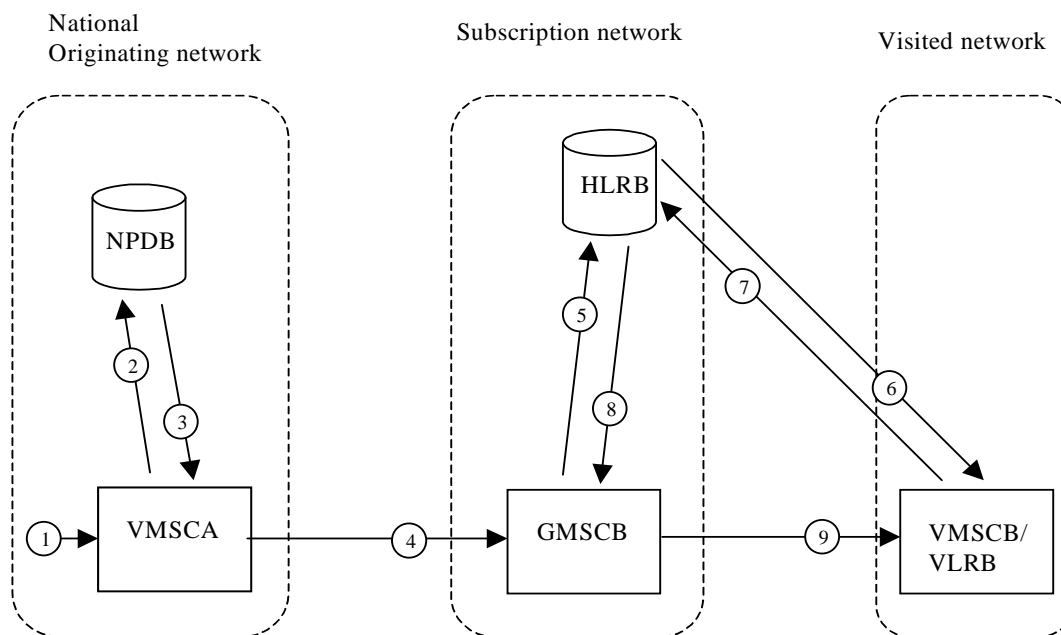 National
Originating network
Subscription network
Visited network
HLRB
NPDB
7
5
2
6
3
8
1
VMSCA
4
GMSCB
9
VMSCB/
VLRB